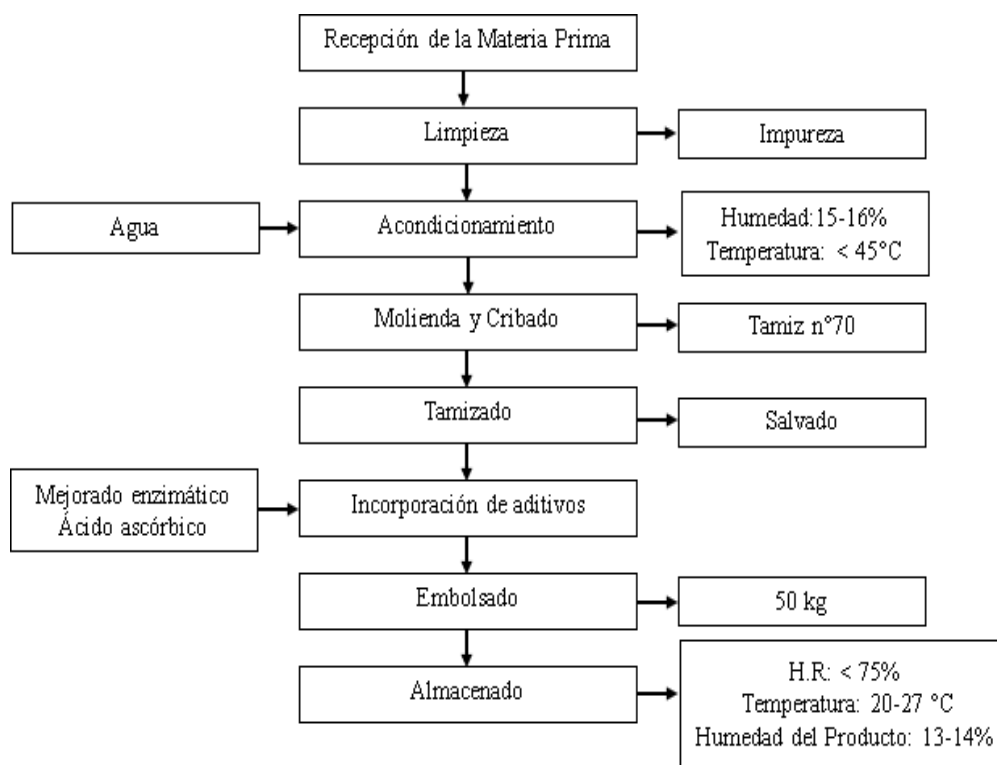 Recepción de la Materia Prima
Limpieza
Impureza
Agua
Acondicionamiento
Humedad:15-16%
Temperatura: < 45°C
Molienda y Cribado
Tamiz n°70
Tamizado
Salvado
Mejorado enzimático
Ácido ascórbico
Incorporación de aditivos
Embolsado
50 kg
Almacenado
H.R: < 75%
Temperatura: 20-27 °C
Humedad del Producto: 13-14%